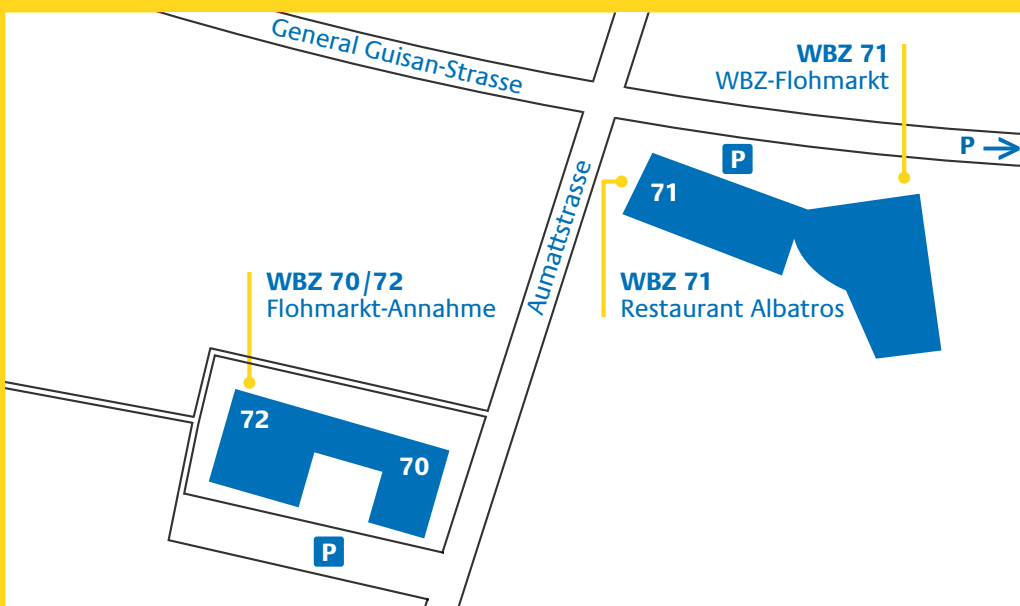 General Guisan-Strasse
WBZ 71
WBZ-Flohmarkt
P
P
71
Aumattstrasse
WBZ 70/72
Flohmarkt-Annahme
WBZ 71
Restaurant Albatros
72
70
P